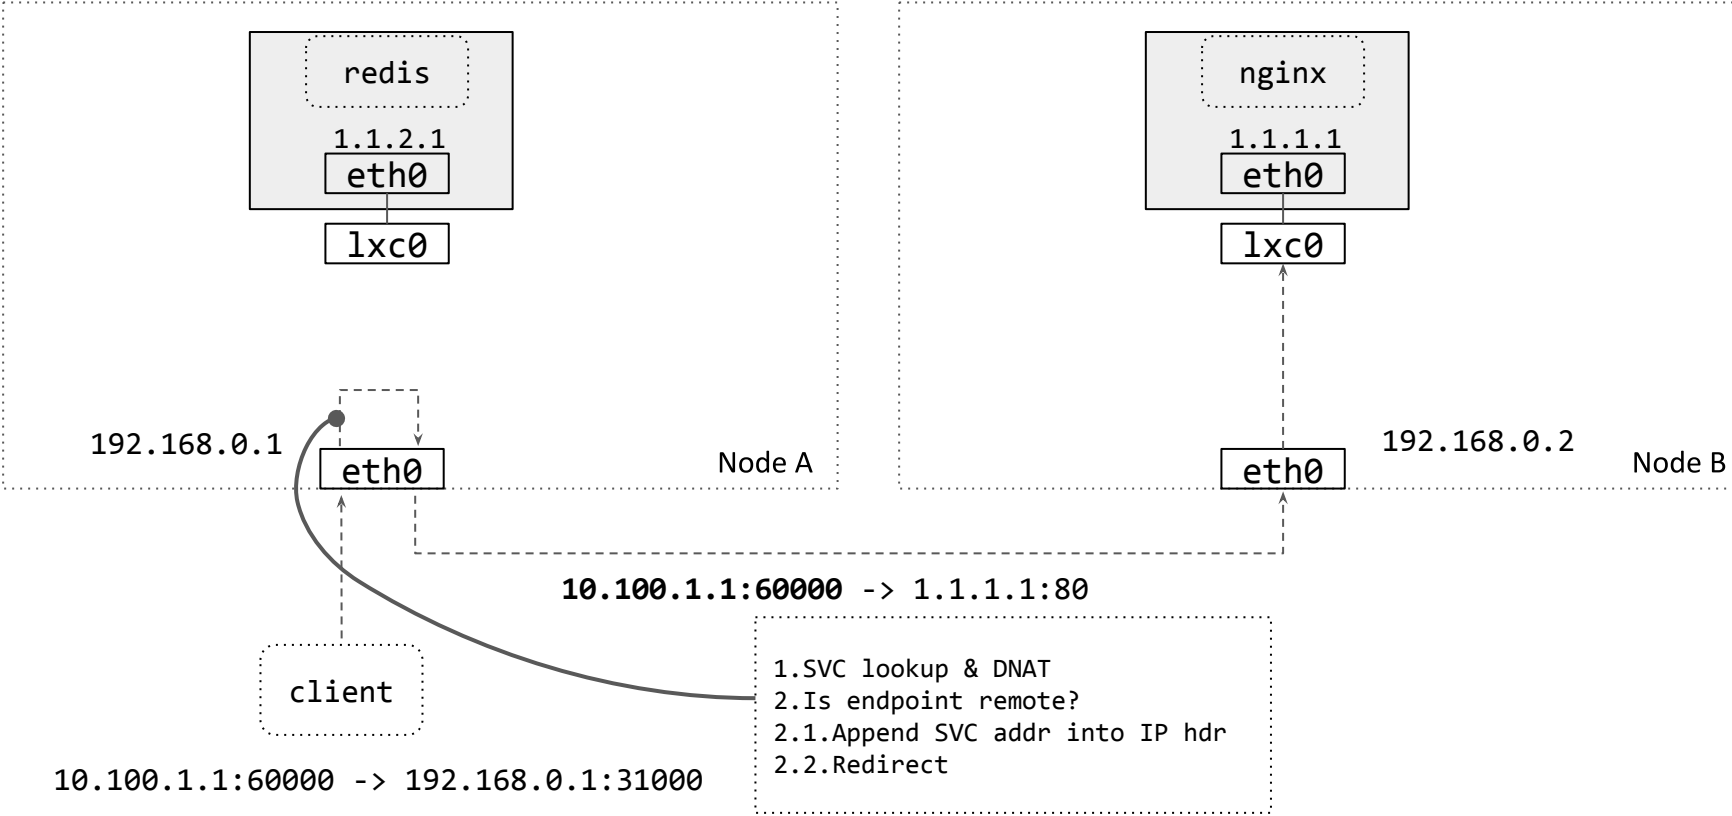 redis
1.1.2.1
eth0
lxc0
192.168.0.1
eth0
Node A
nginx
1.1.1.1
eth0
lxc0
192.168.0.2
eth0
Node B
10.100.1.1:60000 -> 1.1.1.1:80
client
10.100.1.1:60000 -> 192.168.0.1:31000
1.SVC lookup & DNAT
2.Is endpoint remote?
2.1.Append SVC addr into IP hdr
2.2.Redirect